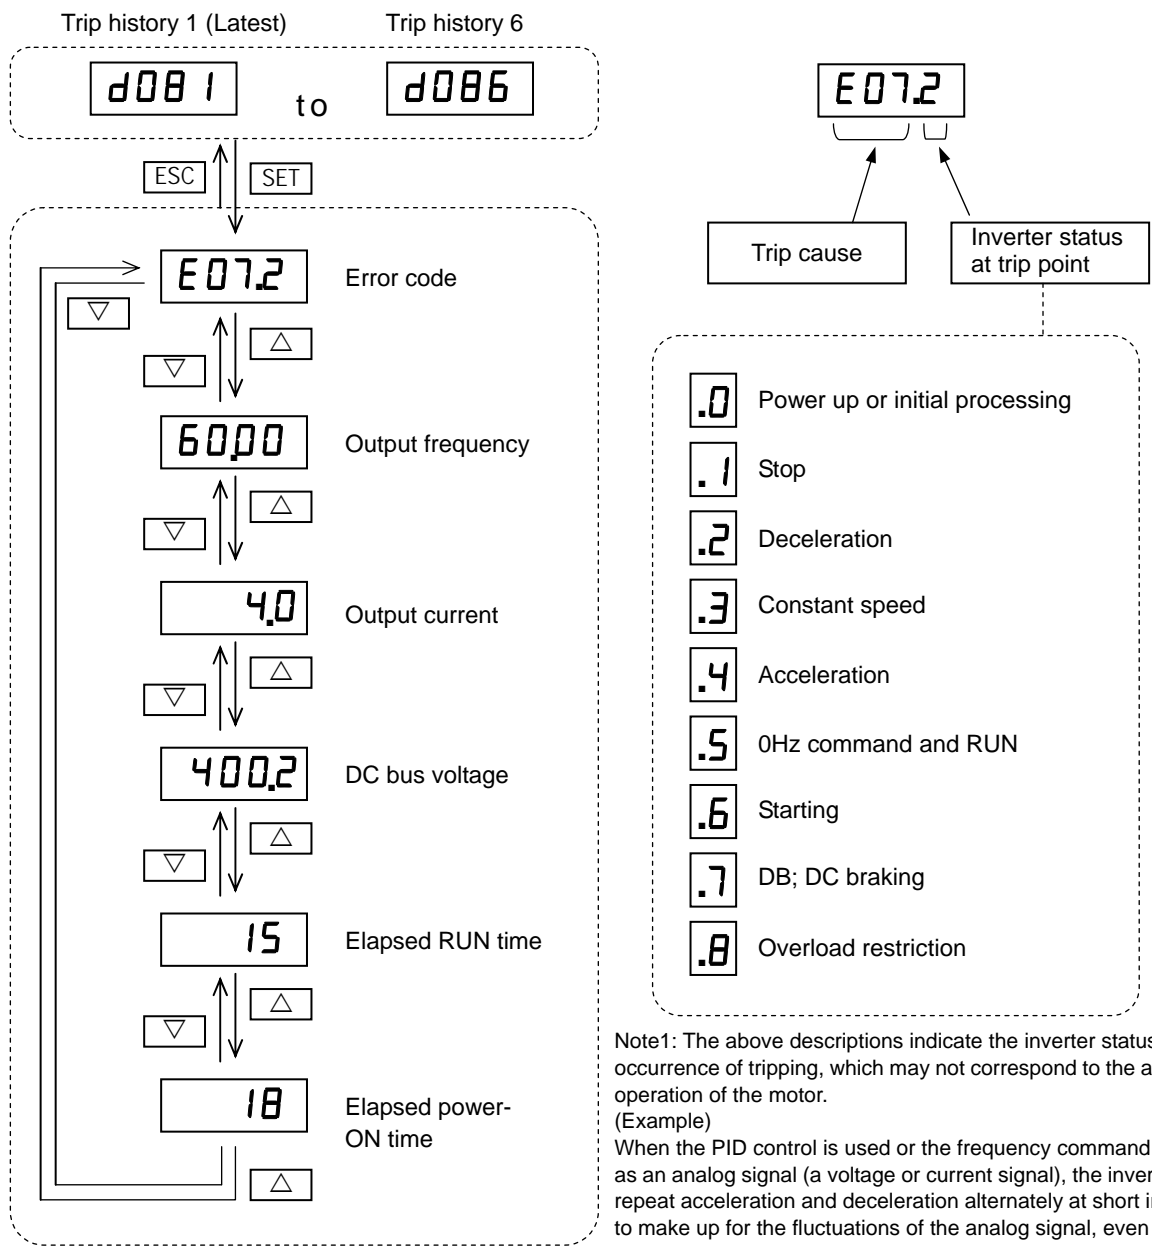 Trip history 1 (Latest)
Trip history 6
d081
to
d086
ESC
SET
E07.2
Error code
60.00
Output frequency
4.0
Output current
400.2
DC bus voltage
15
Elapsed RUN time
18
Elapsed power-
ON time
E07.2
Trip cause
Inverter status
at trip point
.0 Power up or initial processing
.1 Stop
.2 Deceleration
.3 Constant speed
.4 Acceleration
.5 0Hz command and RUN
.6 Starting
.7 DB; DC braking
.8 Overload restriction
Note1: The above descriptions indicate the inverter status
occurrence of tripping, which may not correspond to the a
operation of the motor.
(Example)
When the PID control is used or the frequency command
as an analog signal (a voltage or current signal), the inver
repeat acceleration and deceleration alternately at short i
to make up for the fluctuations of the analog signal, even